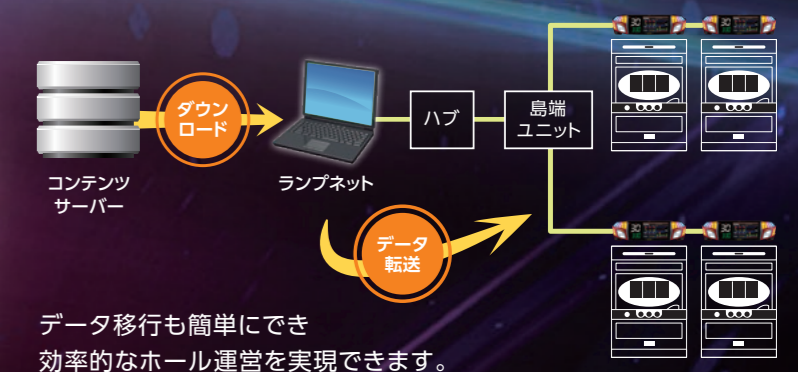 ダウン
ロード
コンテンツ
サーバー
ランプネット
ハブ
島端
ユニット
データ
転送
データ移行も簡単にでき
効率的なホール運営を実現できます。